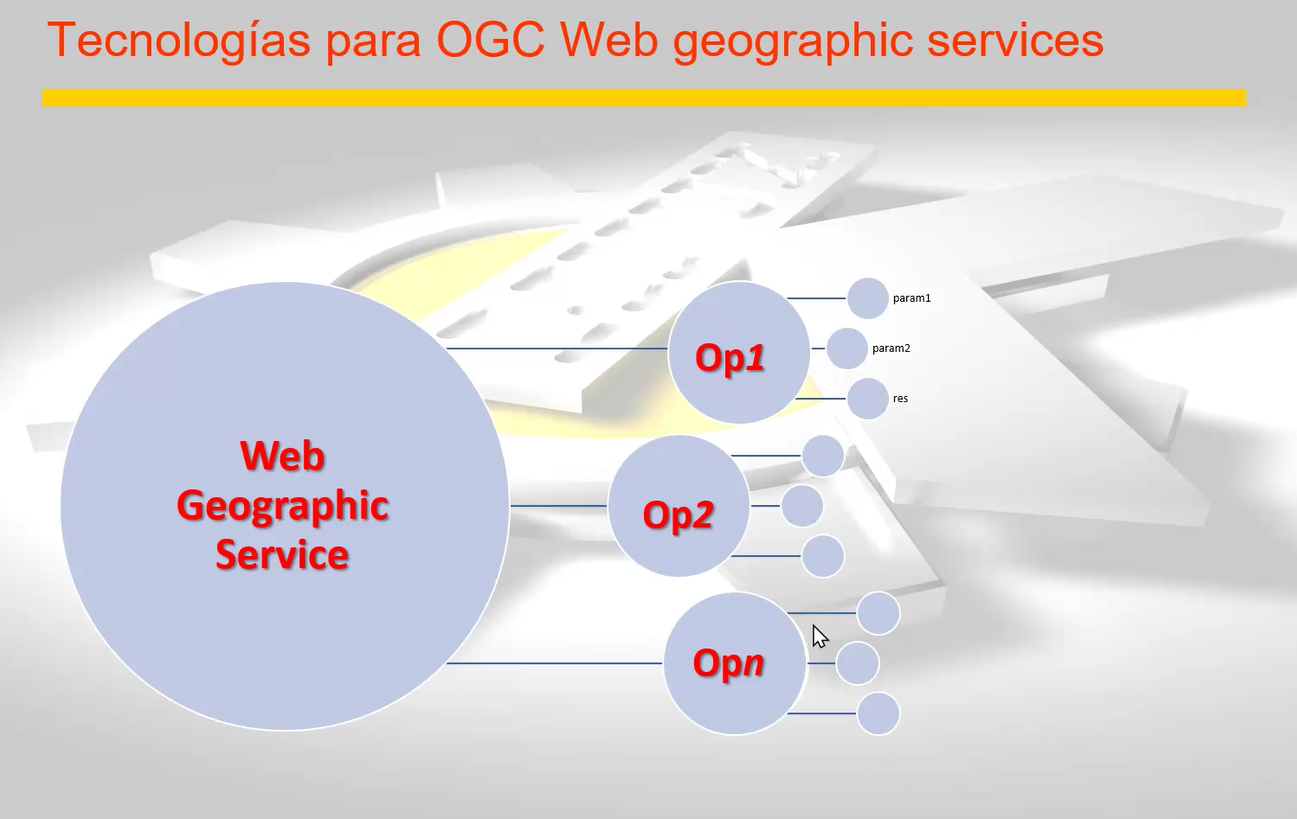 Tecnologías para OGC Web geographic services
Web
Geographic
Service
Op1
param1
param2
res
Op2
Opn